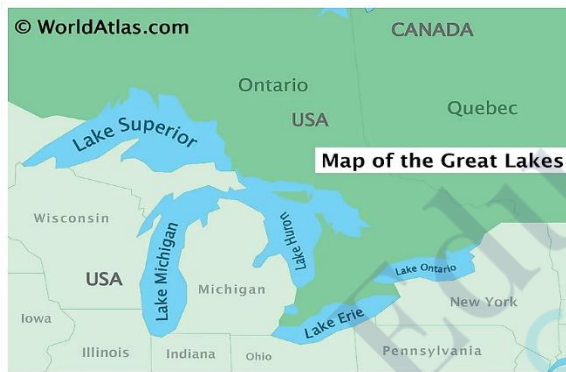 © WorldAtlas.com
CANADA
Ontario
Quebec
USA
Lake Superior
Map of the Great Lakes
Wisconsin
Lake Michigan
Lake Huron
Lake Ontario
USA
Michigan
New York
Iowa
Lake Erie
Illinois
Indiana
Ohio
Pennsylvania